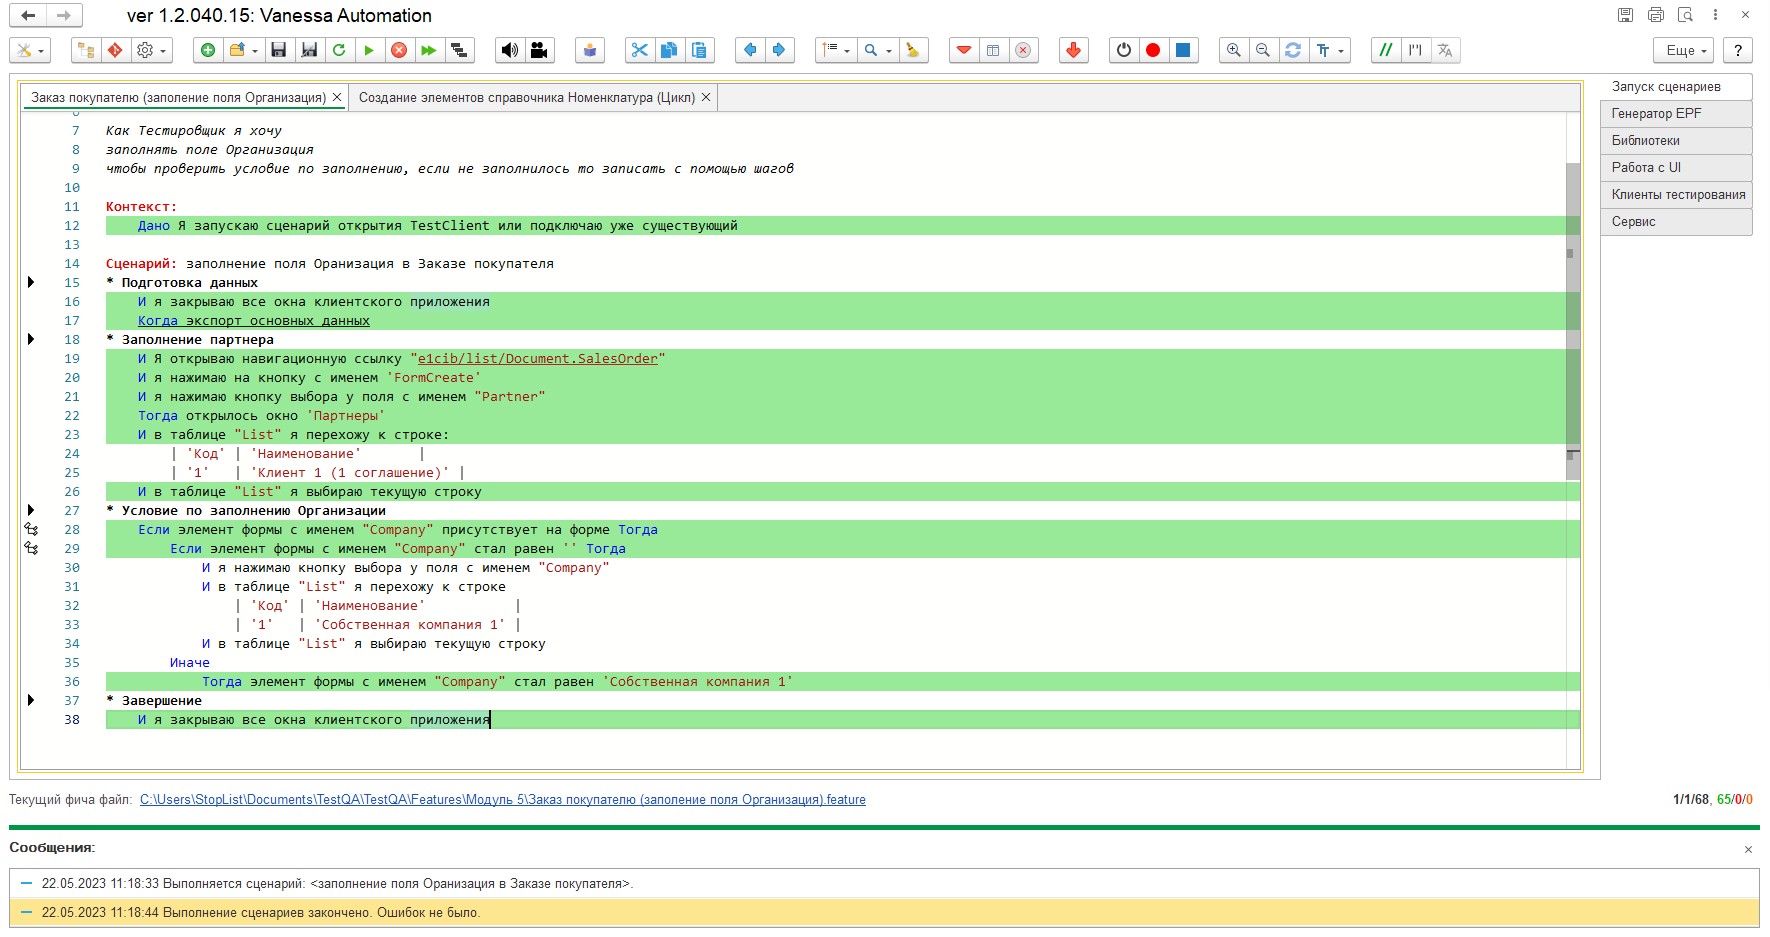 ver 1.2.040.15: Vanessa Automation
Еще
?
Заказ покупателю (заполение поля Организация)
Создание элементов справочника Номенклатура (Цикл)
Запуск сценариев
Генератор EPF
Библиотеки
Работа с UI
Клиенты тестирования
Сервис
6
7 Как Тестировщик я хочу
8 заполнять поле Организация
9 чтобы проверить условие по заполнению, если не заполнилось то записать с помощью шагов
10
11 Контекст:
12 Дано Я запускаю сценарий открытия TestClient или подключаю уже существующий
13
14 Сценарий: заполнение поля Оранизация в Заказе покупателя
15 * Подготовка данных
16 И я закрываю все окна клиентского приложения
17 Когда экспорт основных данных
18 * Заполнение партнера
19 И Я открываю навигационную ссылку "e1cib/list/Document.SalesOrder"
20 И я нажимаю на кнопку с именем 'FormCreate'
21 И я нажимаю кнопку выбора у поля с именем "Partner"
22 Тогда открылось окно 'Партнеры'
23 И в таблице "List" я перехожу к строке:
24 | 'Код' | 'Наименование' |
25 | '1' | 'Клиент 1 (1 соглашение)' |
26 И в таблице "List" я выбираю текущую строку
27 * Условие по заполнению Организации
28 Если элемент формы с именем "Company" присутствует на форме Тогда
29 Если элемент формы с именем "Company" стал равен '' Тогда
30 И я нажимаю кнопку выбора у поля с именем "Company"
31 И в таблице "List" я перехожу к строке
32 | 'Код' | 'Наименование' |
33 | '1' | 'Собственная компания 1' |
34 И в таблице "List" я выбираю текущую строку
35 Иначе
36 Тогда элемент формы с именем "Company" стал равен 'Собственная компания 1'
37 * Завершение
38 И я закрываю все окна клиентского приложения
Текущий фича файл: C:\Users\StopList\Documents\TestQA\TestQA\Features\Модуль 5\Заказ покупателю (заполение поля Организация).feature
1/1/68, 65/0/0
Сообщения:
22.05.2023 11:18:33 Выполняется сценарий: <заполнение поля Оранизация в Заказе покупателя>.
22.05.2023 11:18:44 Выполнение сценариев закончено. Ошибок не было.